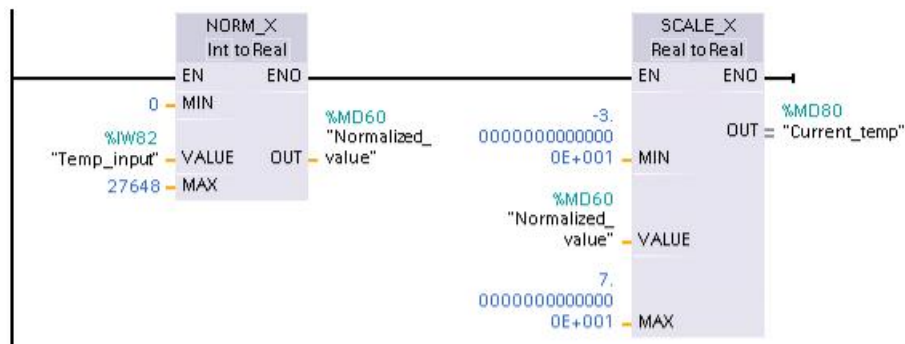 NORM_X
Int to Real
EN ENO
0 MIN
%IW82
"Temp_input" VALUE
27648 MAX
%MD60
"Normalized_
OUT value"
SCALE_X
Real to Real
EN ENO
-3.
0000000000000
0E+001 MIN
%MD80
OUT "Current_temp"
%MD60
"Normalized_
value" VALUE
7.
0000000000000
0E+001 MAX